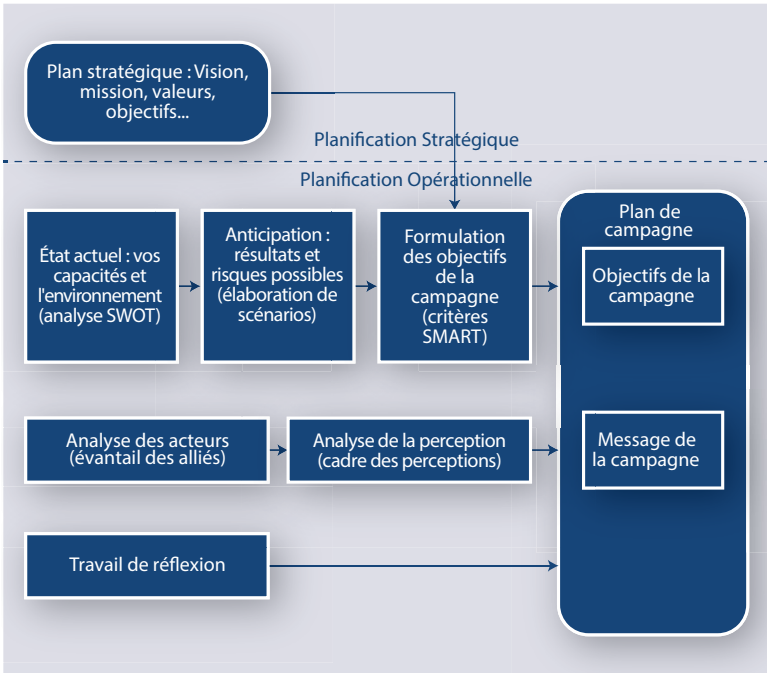 Plan stratégique : Vision,
mission, valeurs,
objectifs...
Planification Stratégique
Planification Opérationnelle
État actuel : vos
capacités et
l'environnement
(analyse SWOT)
Anticipation :
résultats et
risques possibles
(élaboration de
scénarios)
Formulation
des objectifs
de la
campagne
(critères
SMART)
Plan de
campagne
Objectifs de la
campagne
Analyse des acteurs
(évantail des alliés)
Analyse de la perception
(cadre des perceptions)
Message de
la campagne
Travail de réflexion